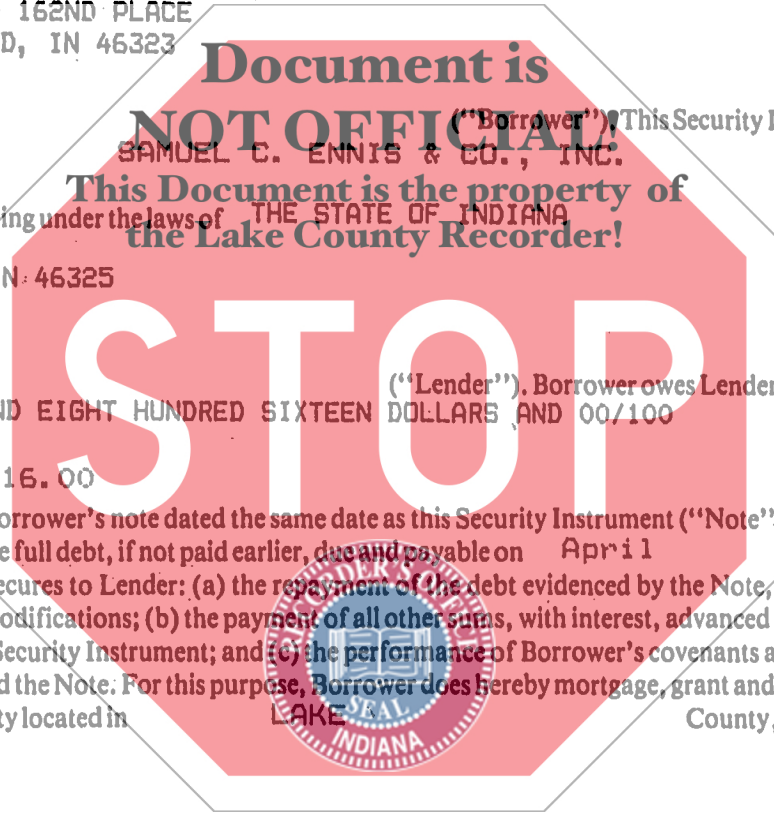 162ND PLACE
D, IN 46323
Document is
NOT OFFICIAL!
("Borrower"). This Security I
SAMUEL C. ENNIS & CO., INC.
This Document is the property of
ing under the laws of THE STATE OF INDIANA
the Lake County Recorder!
N 46325
STOP
("Lender"). Borrower owes Lender
ND EIGHT HUNDRED SIXTEEN DOLLARS AND 00/100
16.00
orrower's note dated the same date as this Security Instrument ("Note"
e full debt, if not paid earlier, due and payable on April
ecures to Lender: (a) the repayment of the debt evidenced by the Note,
odifications; (b) the payment of all other sums, with interest, advanced
Security Instrument; and (c) the performance of Borrower's covenants a
d the Note. For this purpose, Borrower does hereby mortgage, grant and
ty located in LAKE County,
RECORDER'S OFFICE
SEAL
INDIANA